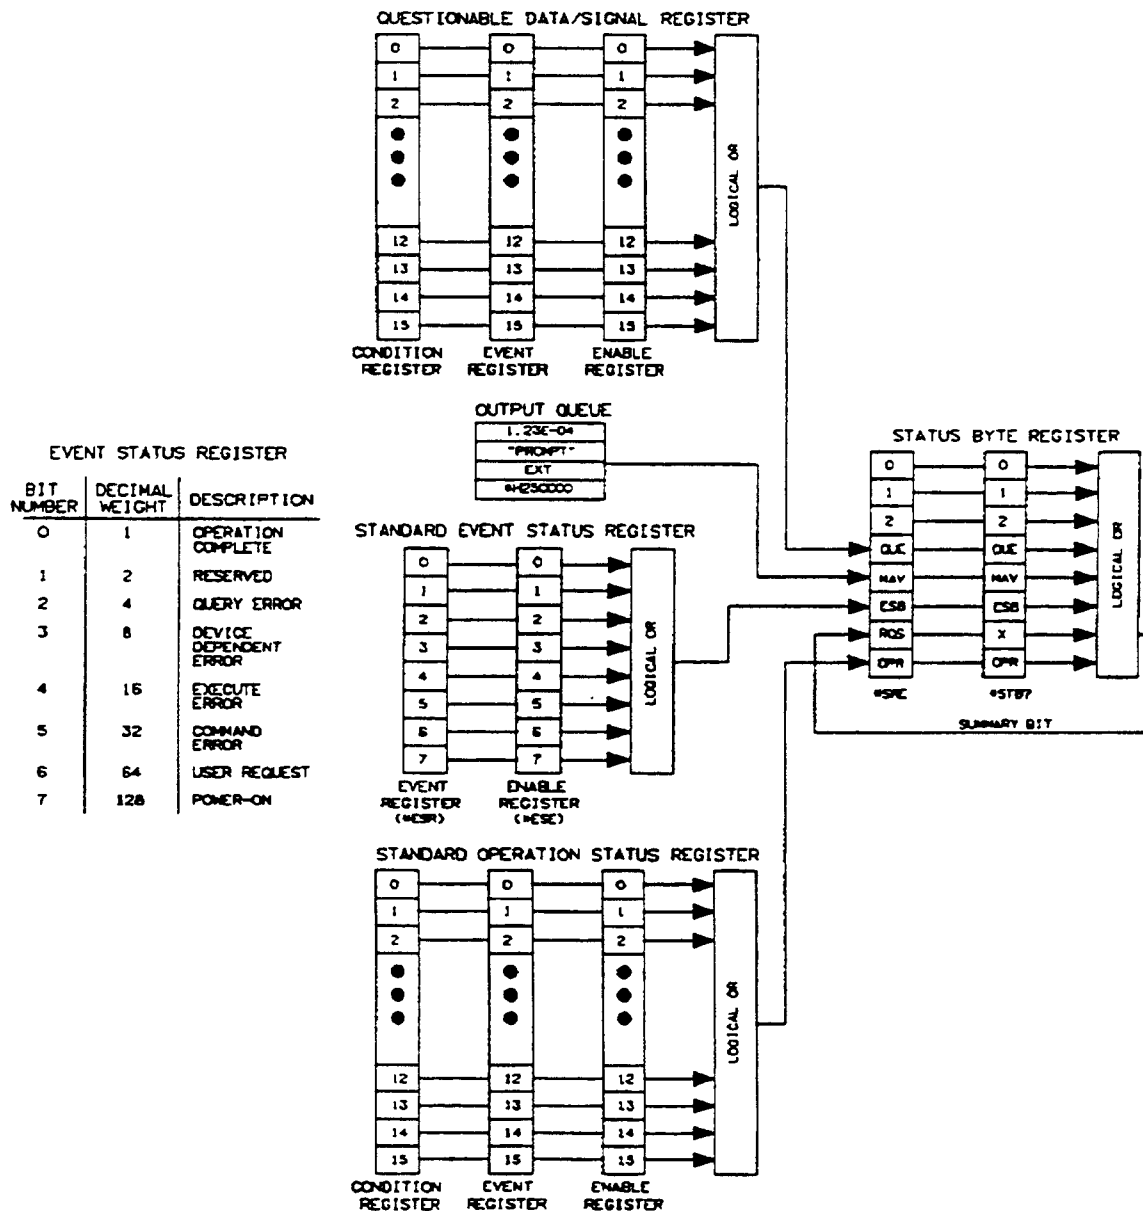 QUESTIONABLE DATA/SIGNAL REGISTER
0 0 0
1 1 1
2 2 2
12 12 12
13 13 13
14 14 14
15 15 15
LOGICAL OR
CONDITION REGISTER
EVENT REGISTER
ENABLE REGISTER
OUTPUT QUEUE
1.23E-04
"PROMPT"
EXT
EVENT STATUS REGISTER
BIT NUMBER DECIMAL WEIGHT DESCRIPTION
0 1 OPERATION COMPLETE
1 2 RESERVED
2 4 QUERY ERROR
3 8 DEVICE DEPENDENT ERROR
4 16 EXECUTE ERROR
5 32 COMMAND ERROR
6 64 USER REQUEST
7 128 POWER-ON
STANDARD EVENT STATUS REGISTER
0 0
1 1
2 2
3 3
4 4
5 5
6 6
7 7
LOGICAL OR
EVENT REGISTER (*ESR)
ENABLE REGISTER (*ESE)
STATUS BYTE REGISTER
0 0
1 1
2 2
QUE QUE
MAV MAV
ESB ESB
RQS X
OPR OPR
LOGICAL OR
*SRE *STB?
SUMMARY BIT
STANDARD OPERATION STATUS REGISTER
0 0 0
1 1 1
2 2 2
12 12 12
13 13 13
14 14 14
15 15 15
LOGICAL OR
CONDITION REGISTER
EVENT REGISTER
ENABLE REGISTER